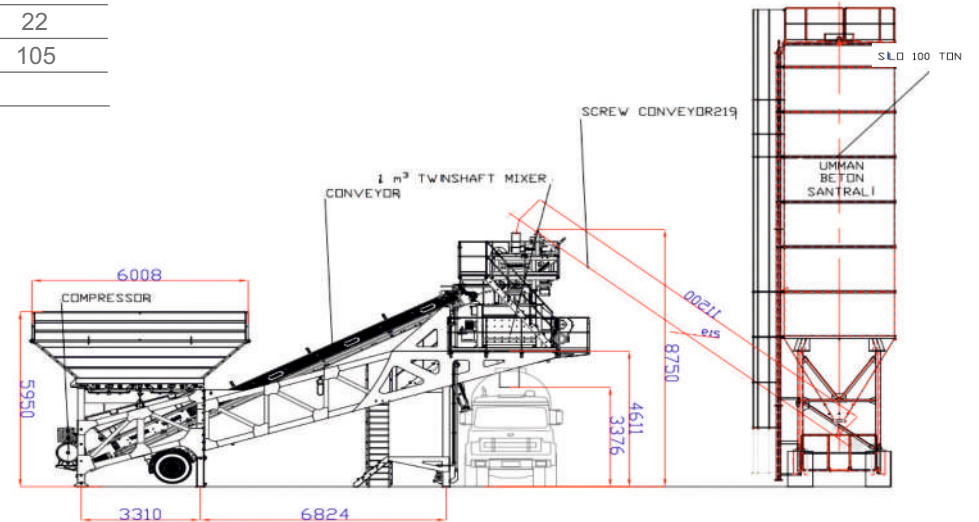 22
105
SILO 100 TON
SCREW CONVEYOR219
UMMAN
BETON
SANTRALİ
1 m³ TWINSHAFT MIXER
CONVEYOR
6008
COMPRESSOR
11200
219
5950
8750
4611
3376
3310
6824